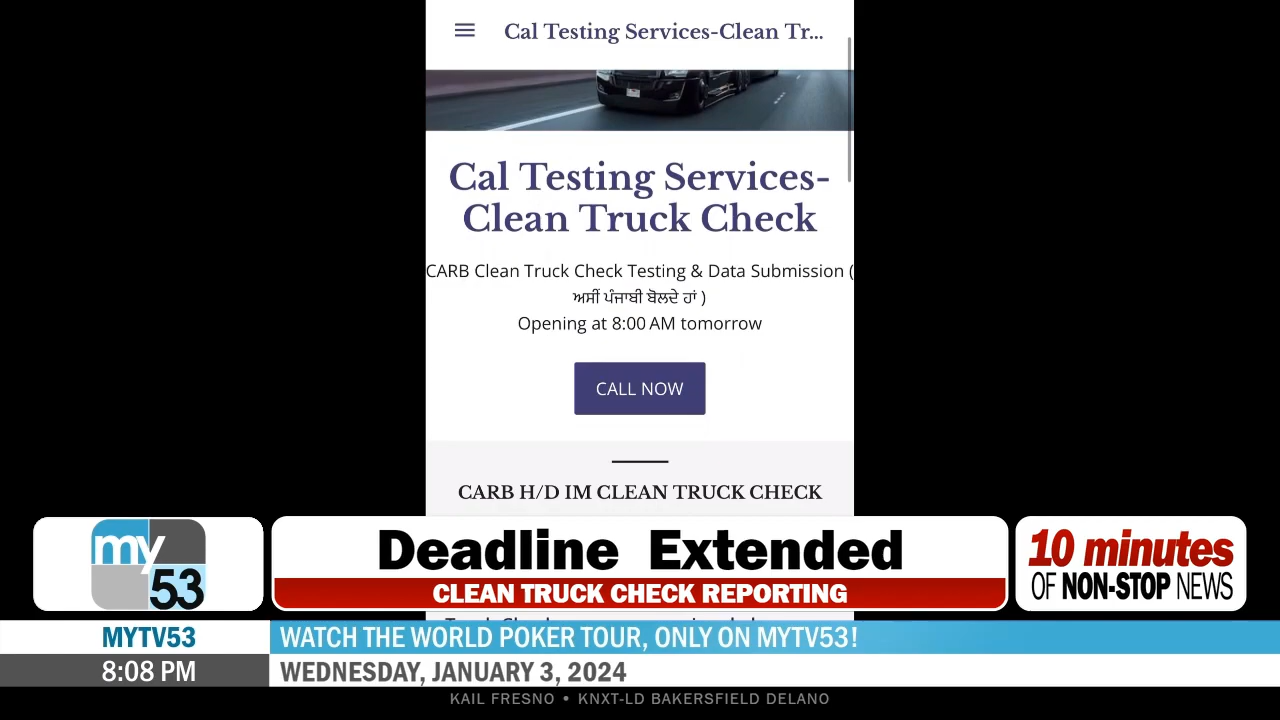 Cal Testing Services-Clean Tr...
Cal Testing Services-
Clean Truck Check
CARB Clean Truck Check Testing & Data Submission (
ਅਸੀਂ ਪੰਜਾਬੀ ਬੋਲਦੇ ਹਾਂ )
Opening at 8:00 AM tomorrow
CALL NOW
CARB H/D IM CLEAN TRUCK CHECK
my
53
Deadline Extended
CLEAN TRUCK CHECK REPORTING
10 minutes
OF NON-STOP NEWS
MYTV53
WATCH THE WORLD POKER TOUR, ONLY ON MYTV53!
8:08 PM
WEDNESDAY, JANUARY 3, 2024
KAIL FRESNO • KNXT-LD BAKERSFIELD DELANO